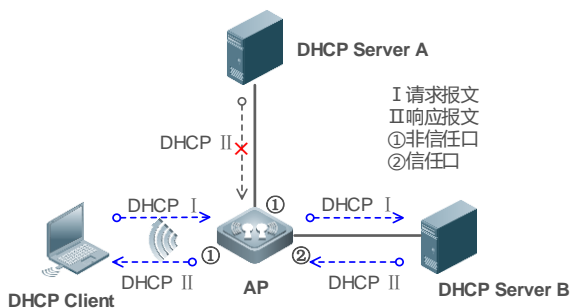 DHCP Server A
Ⅰ请求报文
Ⅱ响应报文
①非信任口
②信任口
DHCP Ⅱ
①
DHCP Ⅰ
DHCP Ⅰ
①
②
DHCP Ⅱ
DHCP Ⅱ
AP
DHCP Server B
DHCP Client